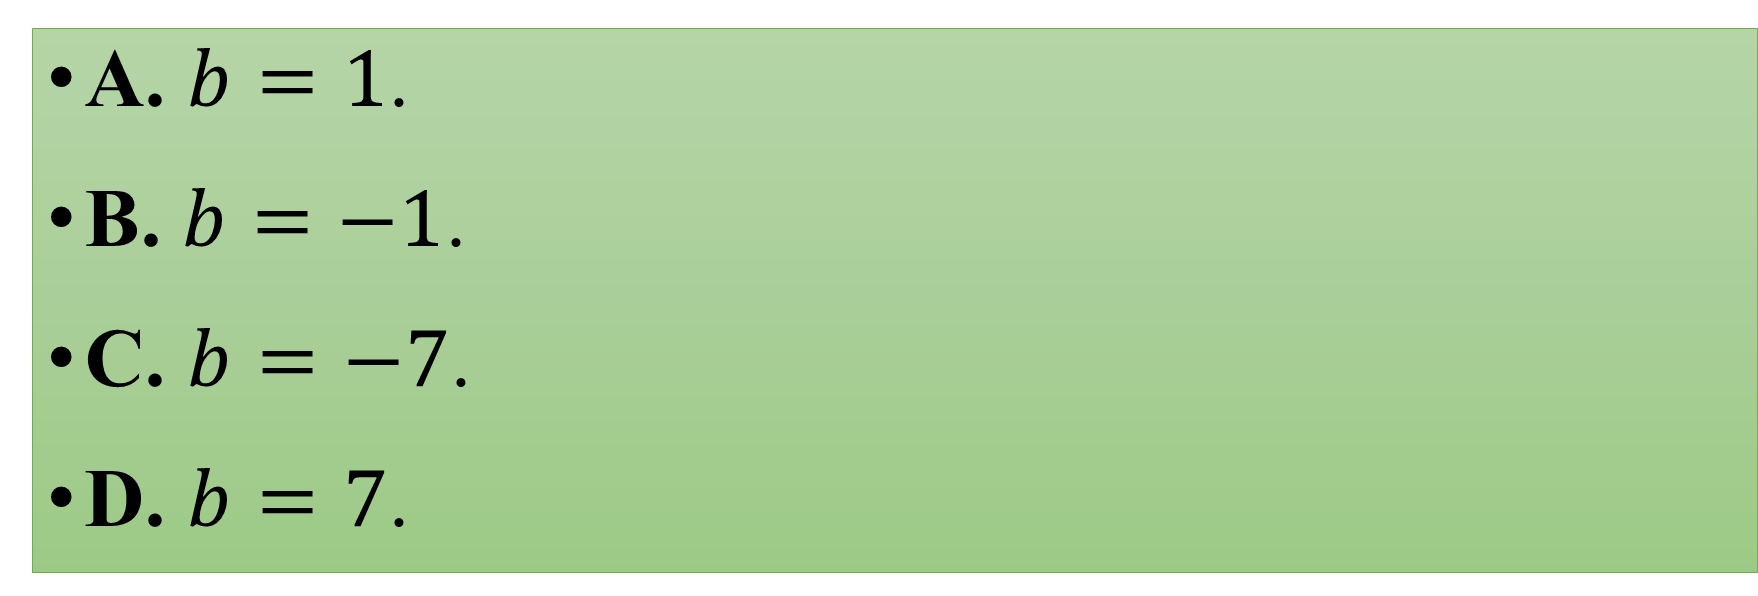 • A. b = 1.
• B. b = −1.
• C. b = −7.
• D. b = 7.